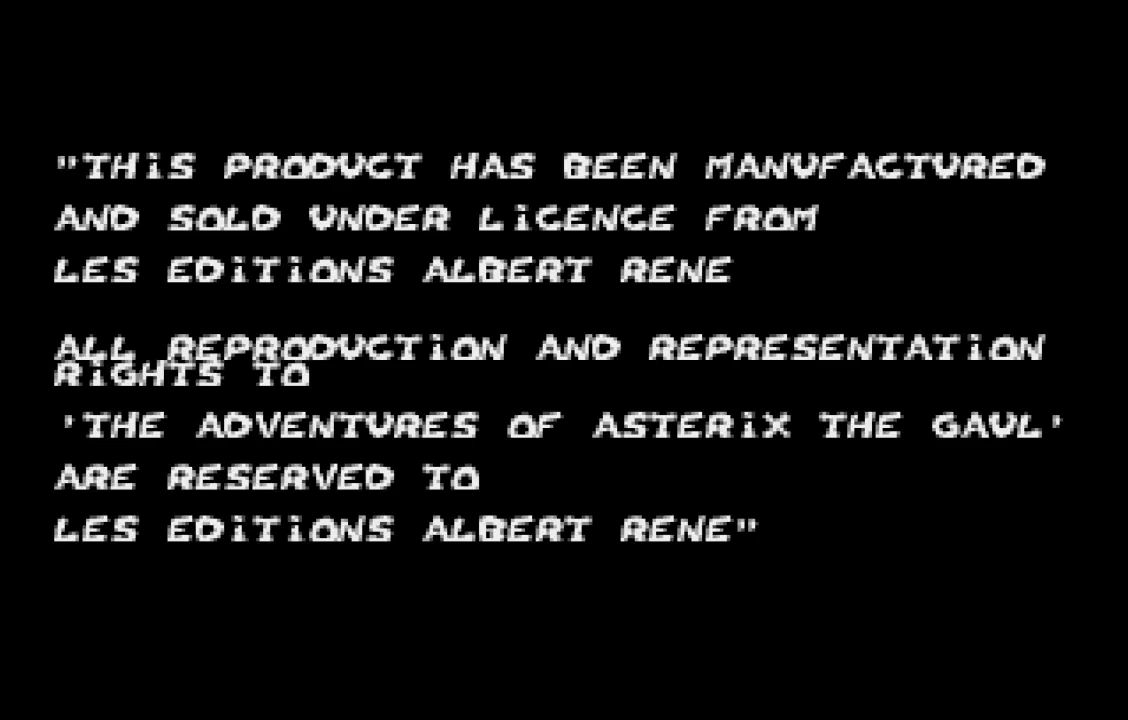 "THiS PRODUCT HAS BEEN MANUFACTURED
AND SOLD UNDER LiCENCE FROM
LES EDiTiONS ALBERT RENE
ALL REPRODUCTiON AND REPRESENTATiON
RiGHTS TO
'THE ADVENTURES OF ASTERiX THE GAUL'
ARE RESERVED TO
LES EDiTiONS ALBERT RENE"